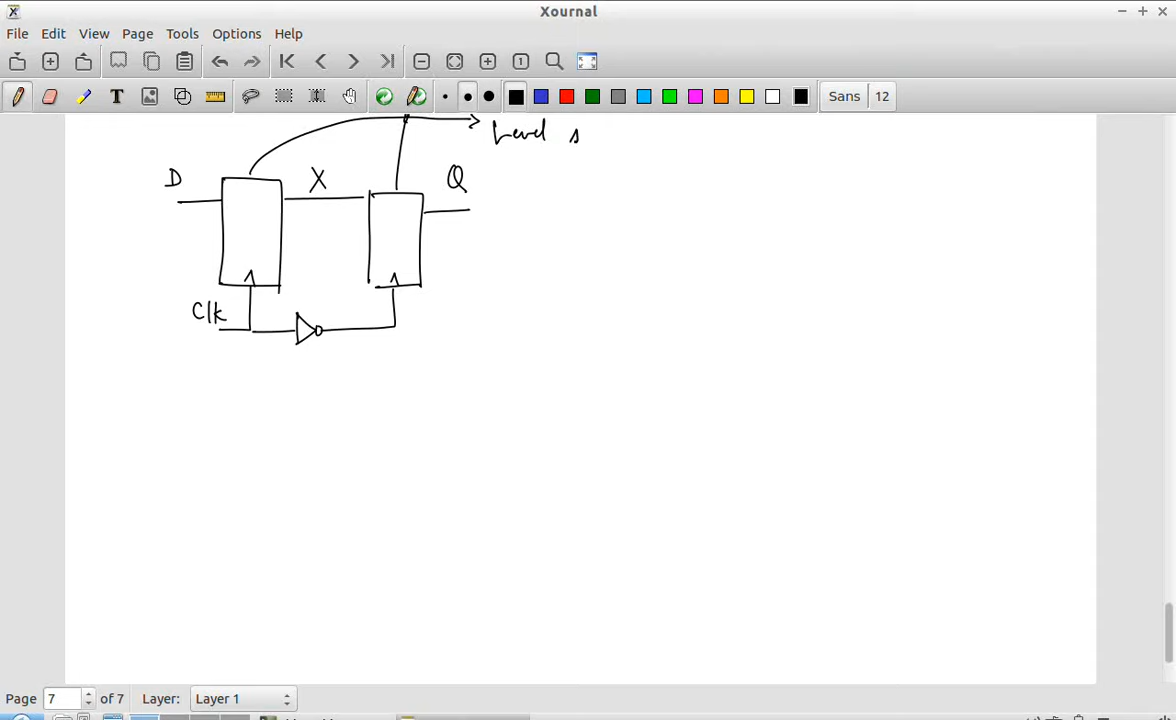 Xournal
File Edit View Page Tools Options Help
Sans 12
Level s
D X Q
Clk
Page 7 of 7 Layer: Layer 1